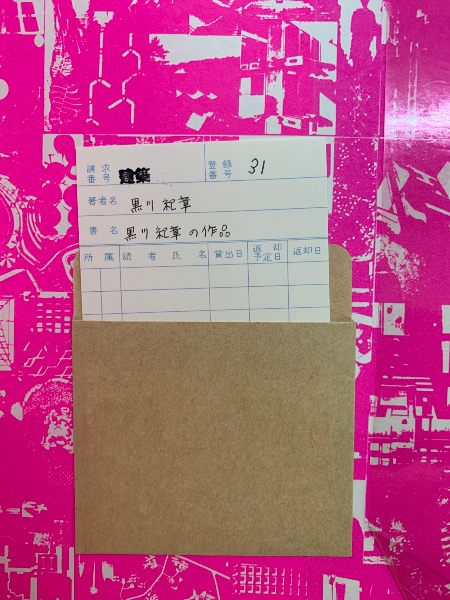 請求番号 建築 登録番号 31
著者名 黒川紀章
書名 黒川紀章の作品
所属 読者氏名 貸出日 返却予定日 返却日